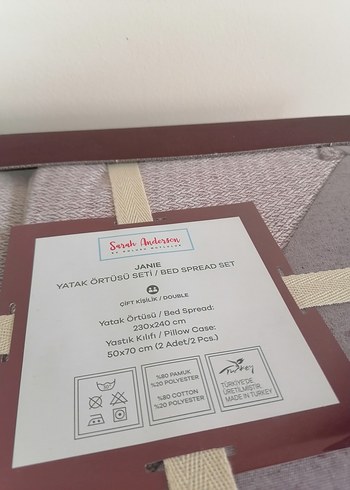 Sarah Anderson
JANIE
YATAK ÖRTÜSÜ SETİ / BED SPREAD SET
ÇİFT KİŞİLİK / DOUBLE
Yatak Örtüsü / Bed Spread:
230x240 cm
Yastık Kılıfı / Pillow Case:
50x70 cm (2 Adet/2 Pcs.)
%80 PAMUK
%20 POLYESTER
%80 COTTON
%20 POLYESTER
Turkey
TÜRKİYE'DE
ÜRETİLMİŞTİR.
MADE IN TURKEY